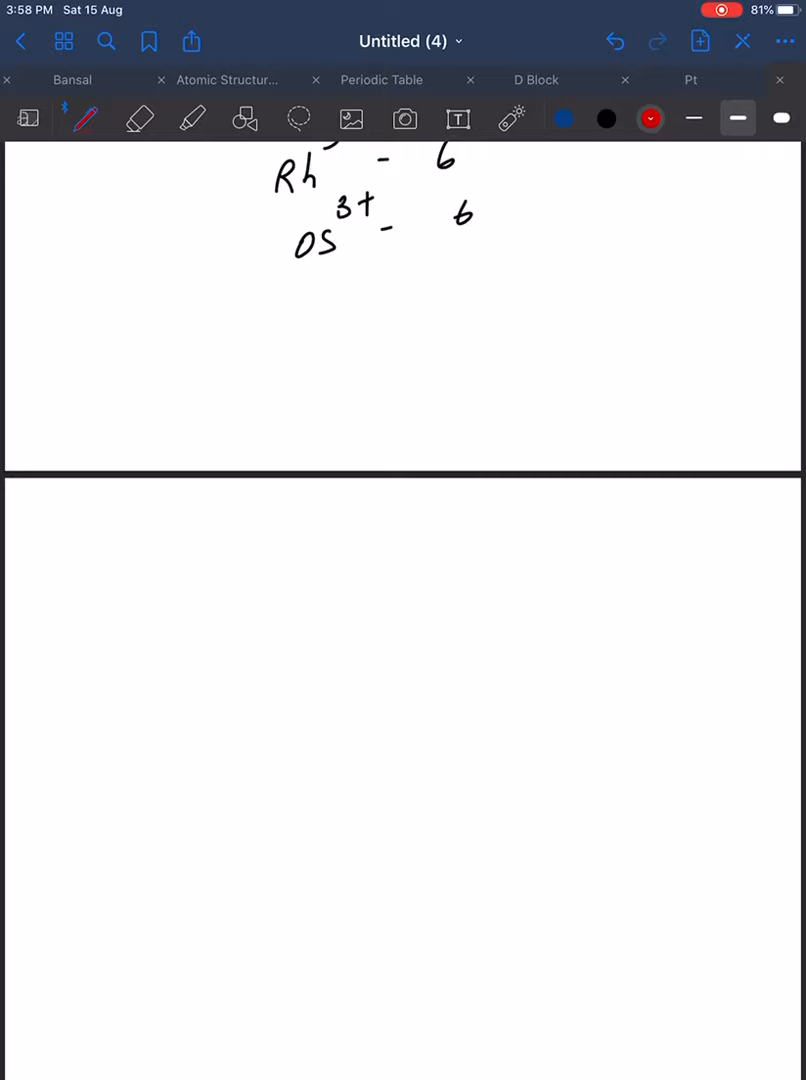 3:58 PM Sat 15 Aug 81%
Untitled (4)
Bansal Atomic Structur... Periodic Table D Block Pt
T
Rh - 6
Os 3+ - 6